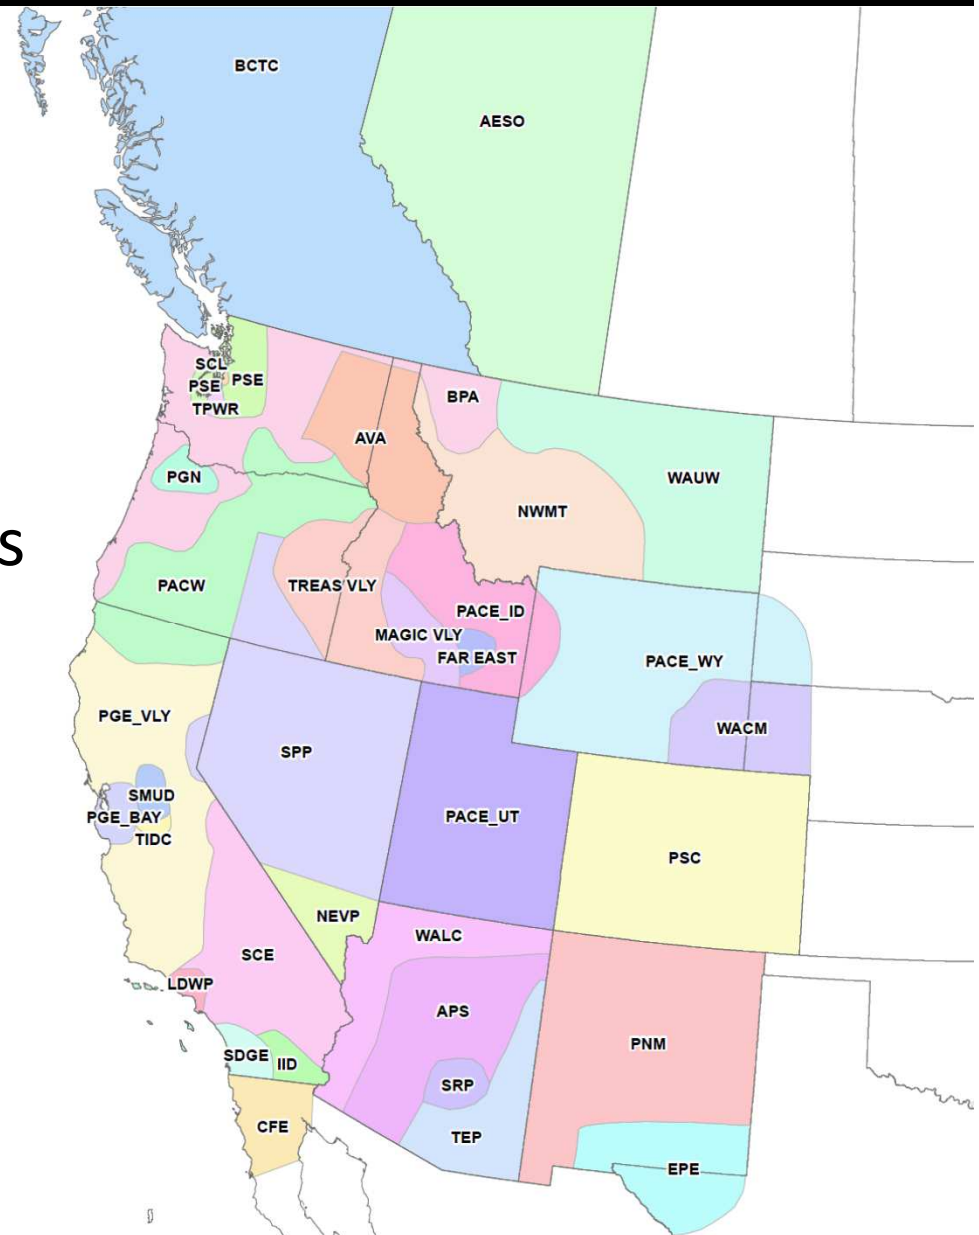 BCTC
AESO
SCL
PSE
PSE
TPWR
BPA
AVA
PGN
WAUW
NWMT
s
PACW
TREAS VLY
PACE_ID
MAGIC VLY
FAR EAST
PACE_WY
PGE_VLY
WACM
SPP
SMUD
PGE_BAY
TIDC
PACE_UT
PSC
NEVP
WALC
SCE
LDWP
APS
PNM
SDGE
IID
SRP
CFE
TEP
EPE